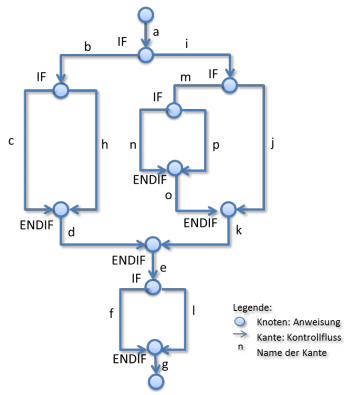 a
IF
b
i
IF
IF
m
IF
c
h
n
p
j
ENDIF
o
ENDIF
ENDIF
d
k
ENDIF
e
IF
f
l
ENDIF
g
Legende:
Knoten: Anweisung
Kante: Kontrollfluss
n Name der Kante